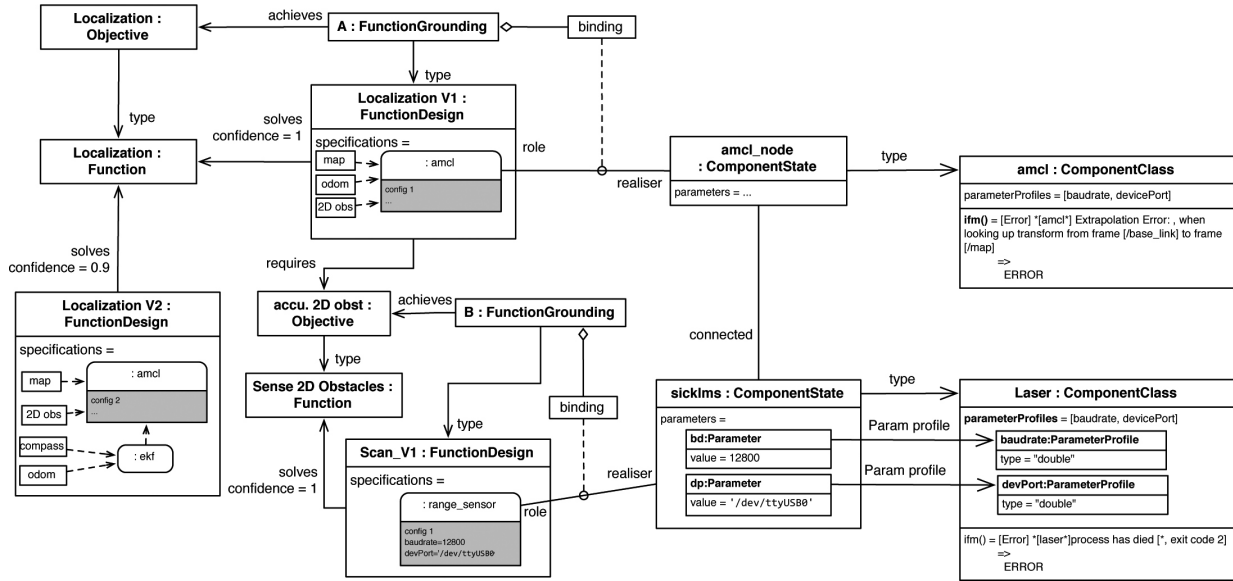 Localization :
Objective
achieves
A : FunctionGrounding
binding
type
type
Localization V1 :
FunctionDesign
specifications =
map
odom
2D obs
: amcl
config 1
...
solves
confidence = 1
Localization :
Function
role
realiser
amcl_node
: ComponentState
parameters = ...
type
amcl : ComponentClass
parameterProfiles = [baudrate, devicePort]
ifm() = [Error] *[amcl*] Extrapolation Error: , when
looking up transform from frame [/base_link] to frame
[/map]
=>
ERROR
solves
confidence = 0.9
Localization V2 :
FunctionDesign
specifications =
map
2D obs
compass
odom
: amcl
config 2
...
: ekf
requires
accu. 2D obst :
Objective
achieves
B : FunctionGrounding
type
Sense 2D Obstacles :
Function
binding
type
solves
confidence = 1
Scan_V1 : FunctionDesign
specifications =
: range_sensor
config 1
baudrate=12800
devPort='/dev/ttyUSB0'
role
realiser
connected
sicklms : ComponentState
parameters =
bd:Parameter
value = 12800
dp:Parameter
value = '/dev/ttyUSB0'
type
Param profile
Param profile
Laser : ComponentClass
parameterProfiles = [baudrate, devicePort]
baudrate:ParameterProfile
type = "double"
devPort:ParameterProfile
type = "double"
ifm() = [Error] *[laser*]process has died [*, exit code 2]
=>
ERROR